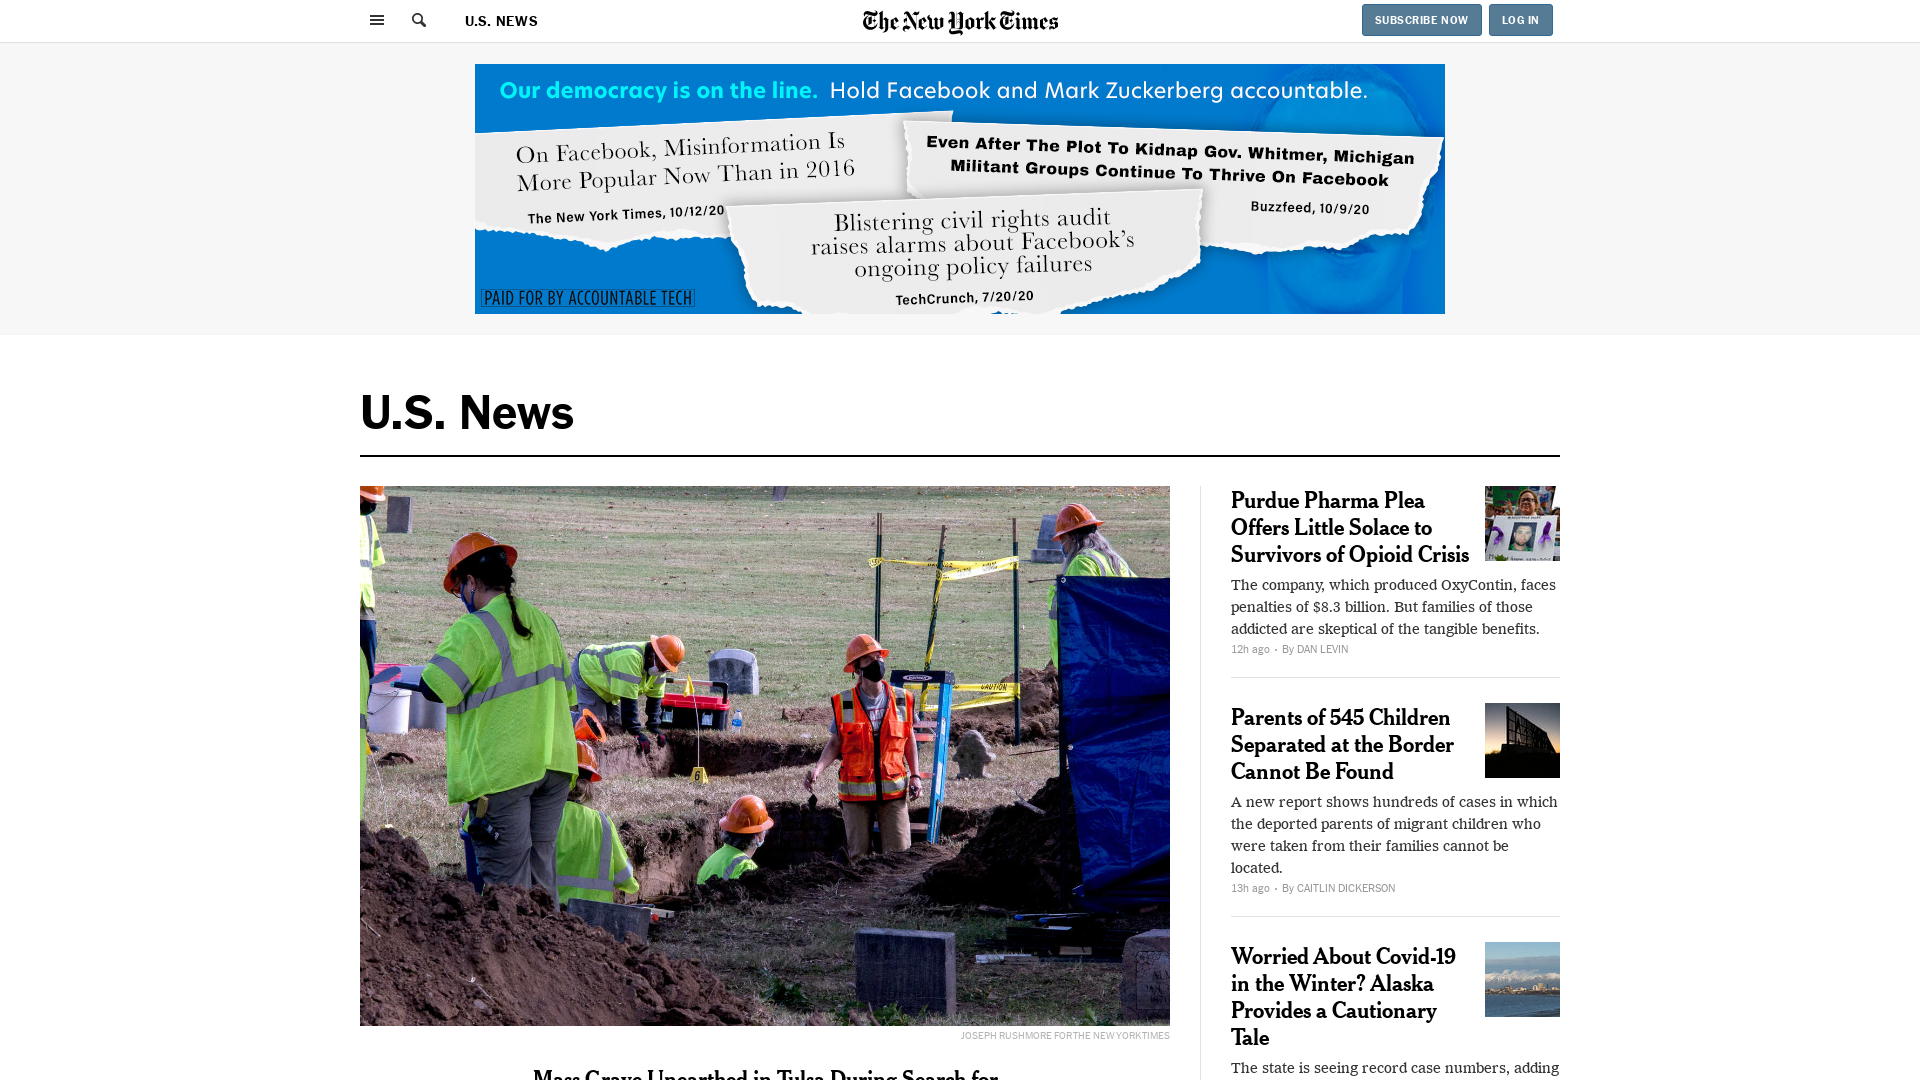 U.S. NEWS
The New York Times
SUBSCRIBE NOW
LOG IN
Our democracy is on the line. Hold Facebook and Mark Zuckerberg accountable.
On Facebook, Misinformation Is
More Popular Now Than in 2016
The New York Times, 10/12/20
Even After The Plot To Kidnap Gov. Whitmer, Michigan
Militant Groups Continue To Thrive On Facebook
Buzzfeed, 10/9/20
Blistering civil rights audit
raises alarms about Facebook's
ongoing policy failures
TechCrunch, 7/20/20
PAID FOR BY ACCOUNTABLE TECH
U.S. News
CAUTION
6
JOSEPH RUSHMORE FOR THE NEW YORK TIMES
Mass Grave Unearthed in Tulsa During Search for
Purdue Pharma Plea
Offers Little Solace to
Survivors of Opioid Crisis
The company, which produced OxyContin, faces
penalties of $8.3 billion. But families of those
addicted are skeptical of the tangible benefits.
12h ago • By DAN LEVIN
Parents of 545 Children
Separated at the Border
Cannot Be Found
A new report shows hundreds of cases in which
the deported parents of migrant children who
were taken from their families cannot be
located.
13h ago • By CAITLIN DICKERSON
Worried About Covid-19
in the Winter? Alaska
Provides a Cautionary
Tale
The state is seeing record case numbers, adding